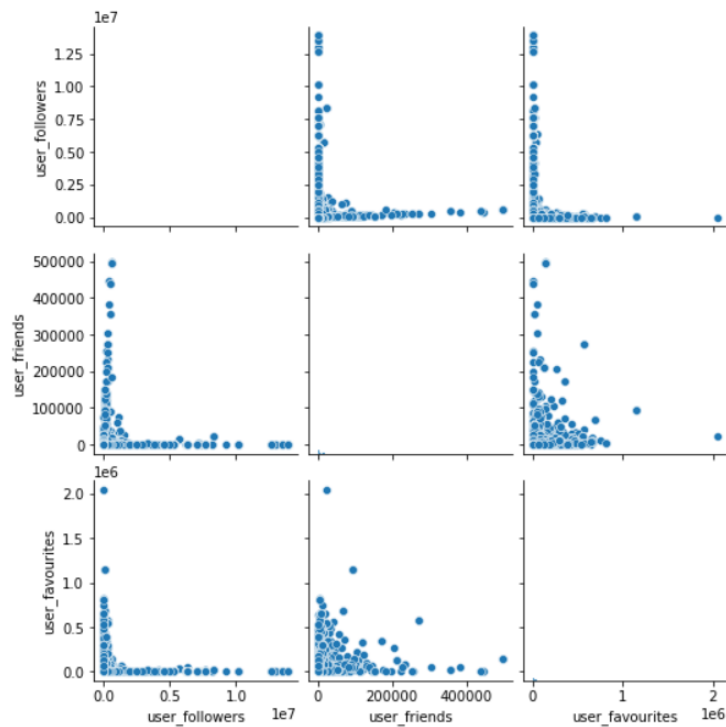 1e7
1.25
1.00
0.75
0.50
0.25
0.00
user_followers
500000
400000
300000
200000
100000
0
user_friends
1e6
2.0
1.5
1.0
0.5
0.0
user_favourites
0.0 0.5 1.0
1e7
user_followers
0 200000 400000
user_friends
0 1 2
1e6
user_favourites